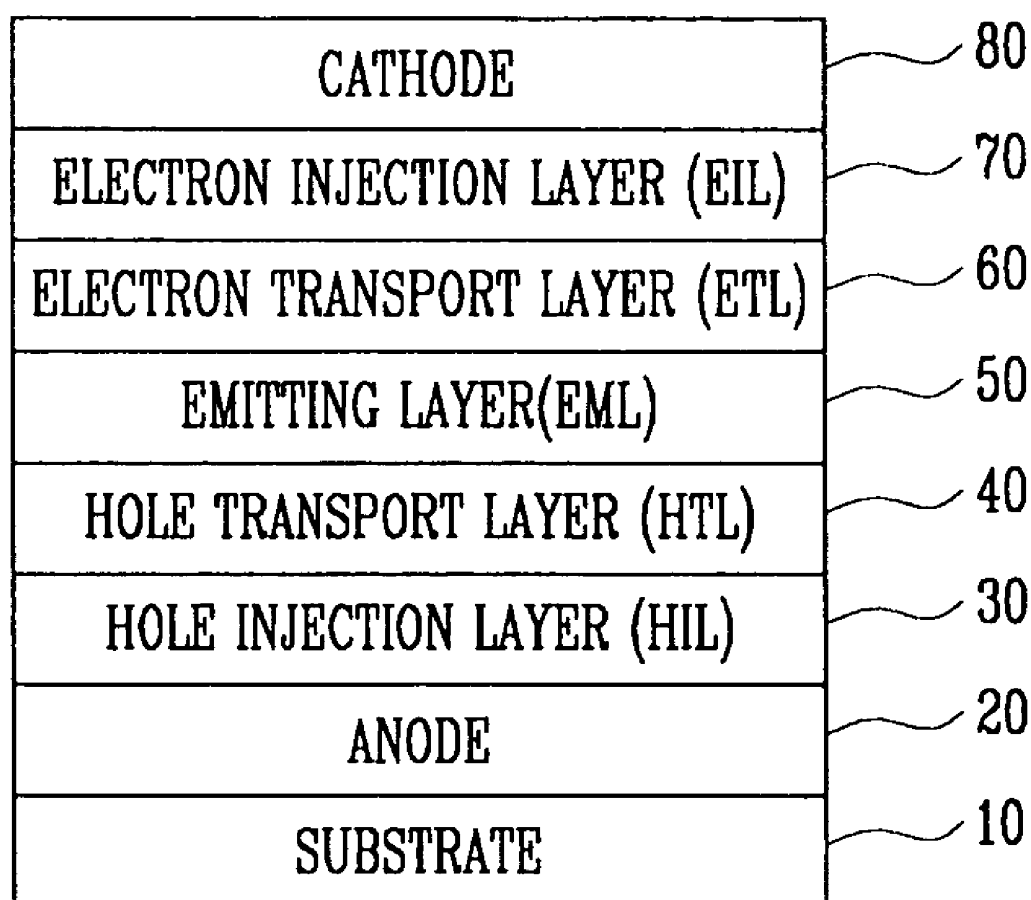 CATHODE 80
ELECTRON INJECTION LAYER (EIL) 70
ELECTRON TRANSPORT LAYER (ETL) 60
EMITTING LAYER(EML) 50
HOLE TRANSPORT LAYER (HTL) 40
HOLE INJECTION LAYER (HIL) 30
ANODE 20
SUBSTRATE 10